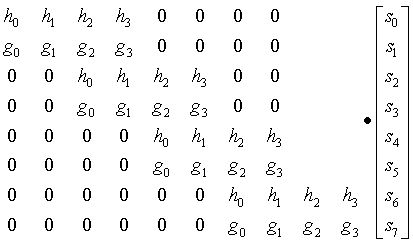 h₀ h₁ h₂ h₃ 0 0 0 0 s₀
g₀ g₁ g₂ g₃ 0 0 0 0 s₁
0 0 h₀ h₁ h₂ h₃ 0 0 s₂
0 0 g₀ g₁ g₂ g₃ 0 0 • s₃
0 0 0 0 h₀ h₁ h₂ h₃ s₄
0 0 0 0 g₀ g₁ g₂ g₃ s₅
0 0 0 0 0 0 h₀ h₁ h₂ h₃ s₆
0 0 0 0 0 0 g₀ g₁ g₂ g₃ s₇